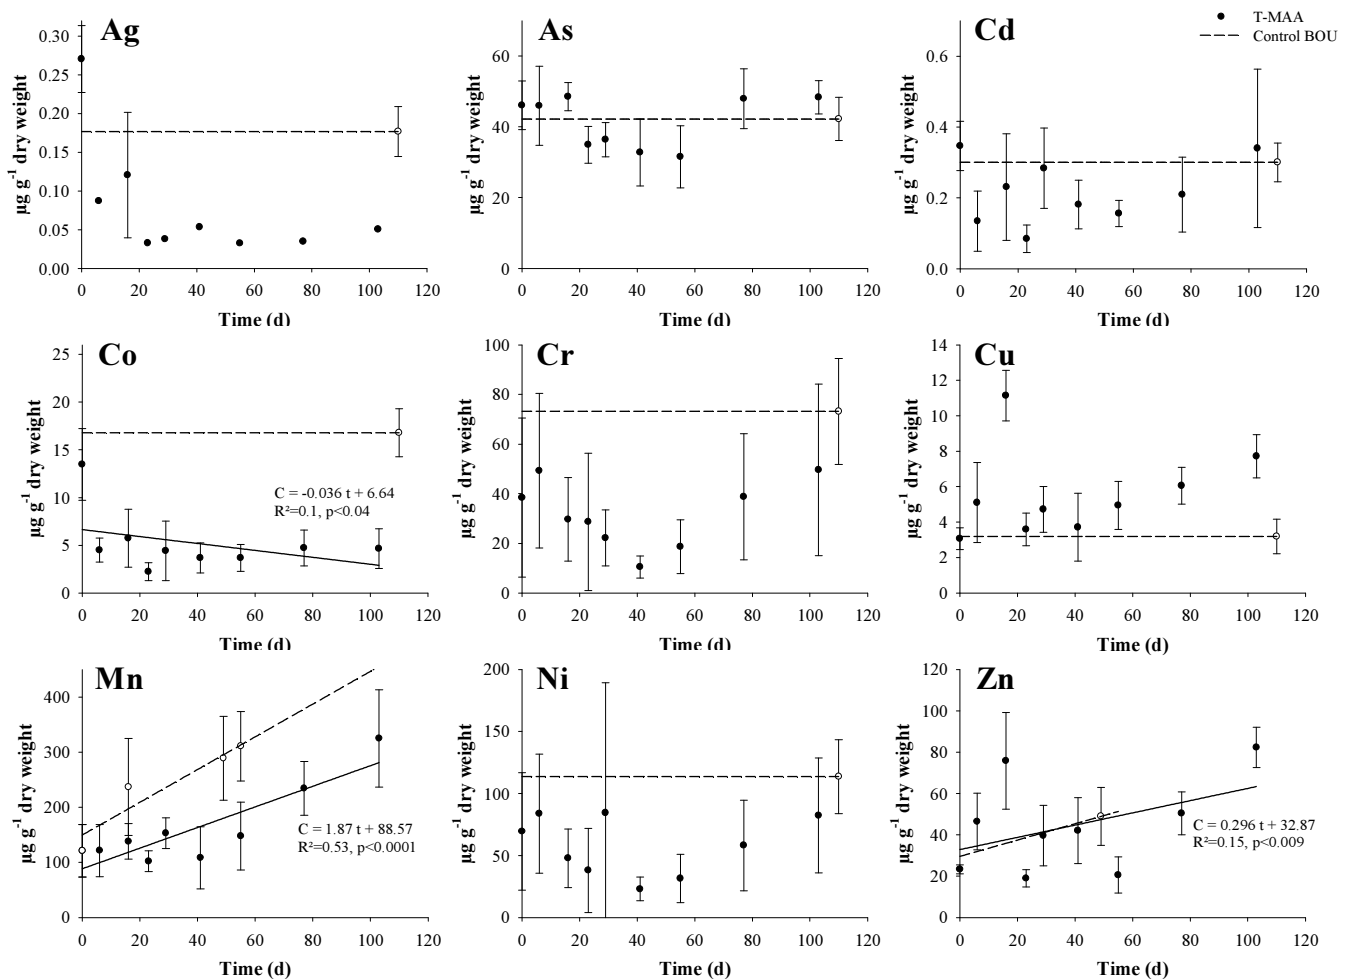 Ag
As
Cd
T-MAA
Control BOU
µg g-1 dry weight
0.30
0.25
0.20
0.15
0.10
0.05
0.00
0 20 40 60 80 100 120
Time (d)
µg g-1 dry weight
60
40
20
0
0 20 40 60 80 100 120
Time (d)
µg g-1 dry weight
0.6
0.4
0.2
0.0
0 20 40 60 80 100 120
Time (d)
Co
µg g-1 dry weight
25
20
15
10
5
0
C = -0.036 t + 6.64
R²=0.1, p<0.04
0 20 40 60 80 100 120
Time (d)
Cr
µg g-1 dry weight
100
80
60
40
20
0
0 20 40 60 80 100 120
Time (d)
Cu
µg g-1 dry weight
14
12
10
8
6
4
2
0
0 20 40 60 80 100 120
Time (d)
Mn
µg g-1 dry weight
400
300
200
100
0
C = 1.87 t + 88.57
R²=0.53, p<0.0001
0 20 40 60 80 100 120
Time (d)
Ni
µg g-1 dry weight
200
150
100
50
0
0 20 40 60 80 100 120
Time (d)
Zn
µg g-1 dry weight
120
100
80
60
40
20
0
C = 0.296 t + 32.87
R²=0.15, p<0.009
0 20 40 60 80 100 120
Time (d)